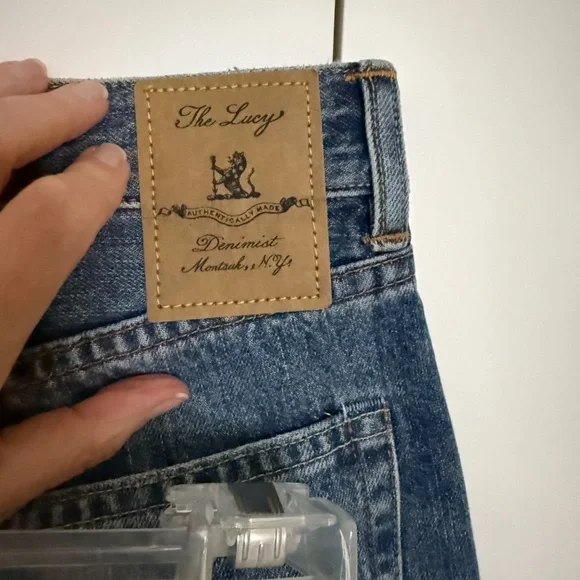 The Lucy
AUTHENTICALLY MADE
Denimist
Montauk, N.Y.